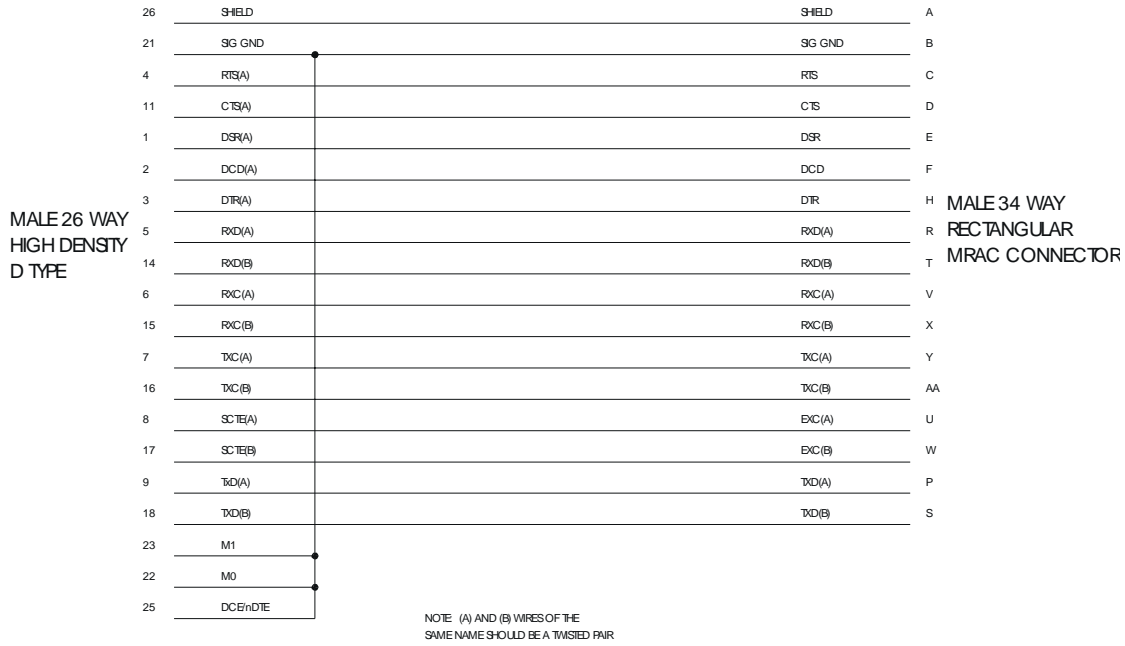 26 SHIELD SHIELD A
21 SIG GND SIG GND B
4 RTS(A) RTS C
11 CTS(A) CTS D
1 DSR(A) DSR E
2 DCD(A) DCD F
3 DTR(A) DTR H
5 RXD(A) RXD(A) R
14 RXD(B) RXD(B) T
6 RXC(A) RXC(A) V
15 RXC(B) RXC(B) X
7 TXC(A) TXC(A) Y
16 TXC(B) TXC(B) AA
8 SCTE(A) EXC(A) U
17 SCTE(B) EXC(B) W
9 TxD(A) TXD(A) P
18 TXD(B) TXD(B) S
23 M1
22 M0
25 DCE/nDTE
MALE 26 WAY
HIGH DENSITY
D TYPE
MALE 34 WAY
RECTANGULAR
MRAC CONNECTOR
NOTE: (A) AND (B) WIRES OF THE
SAME NAME SHOULD BE A TWISTED PAIR